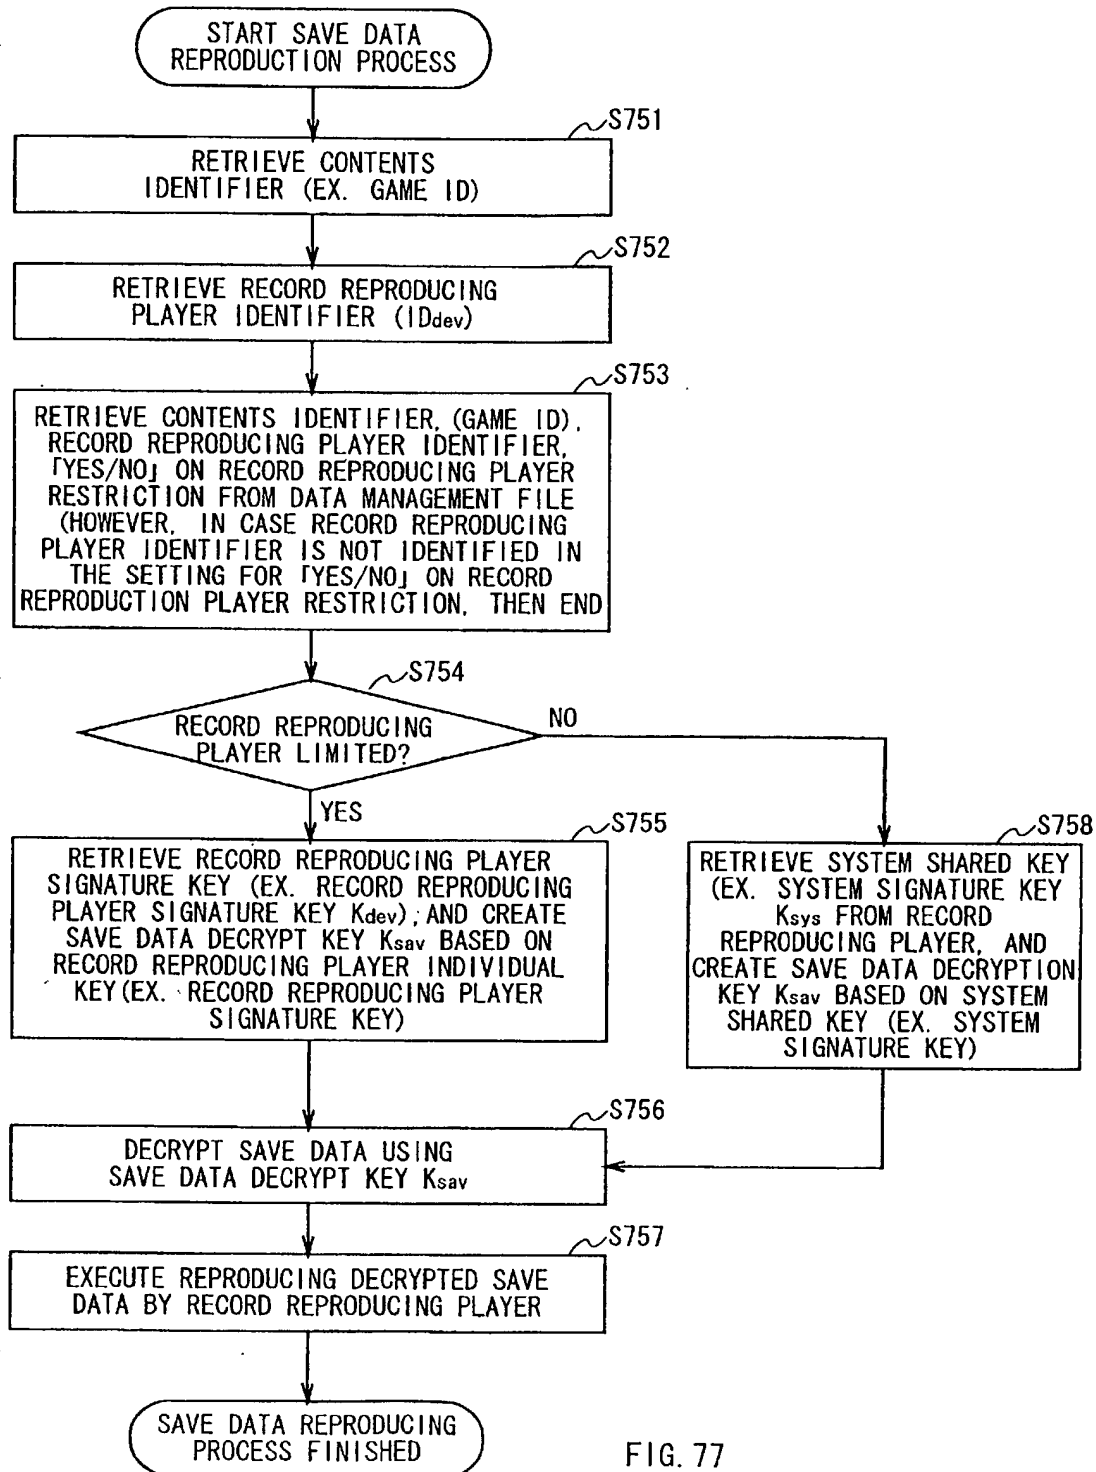 START SAVE DATA
REPRODUCTION PROCESS
S751
RETRIEVE CONTENTS
IDENTIFIER (EX. GAME ID)
S752
RETRIEVE RECORD REPRODUCING
PLAYER IDENTIFIER (IDdev)
S753
RETRIEVE CONTENTS IDENTIFIER, (GAME ID),
RECORD REPRODUCING PLAYER IDENTIFIER,
「YES/NO」 ON RECORD REPRODUCING PLAYER
RESTRICTION FROM DATA MANAGEMENT FILE
(HOWEVER, IN CASE RECORD REPRODUCING
PLAYER IDENTIFIER IS NOT IDENTIFIED IN
THE SETTING FOR 「YES/NO」 ON RECORD
REPRODUCTION PLAYER RESTRICTION, THEN END
S754
RECORD REPRODUCING
PLAYER LIMITED?
NO
YES
S755
RETRIEVE RECORD REPRODUCING PLAYER
SIGNATURE KEY (EX. RECORD REPRODUCING
PLAYER SIGNATURE KEY Kdev), AND CREATE
SAVE DATA DECRYPT KEY Ksav BASED ON
RECORD REPRODUCING PLAYER INDIVIDUAL
KEY(EX. RECORD REPRODUCING PLAYER
SIGNATURE KEY)
S758
RETRIEVE SYSTEM SHARED KEY
(EX. SYSTEM SIGNATURE KEY
Ksys FROM RECORD
REPRODUCING PLAYER, AND
CREATE SAVE DATA DECRYPTION
KEY Ksav BASED ON SYSTEM
SHARED KEY (EX. SYSTEM
SIGNATURE KEY)
S756
DECRYPT SAVE DATA USING
SAVE DATA DECRYPT KEY Ksav
S757
EXECUTE REPRODUCING DECRYPTED SAVE
DATA BY RECORD REPRODUCING PLAYER
SAVE DATA REPRODUCING
PROCESS FINISHED
FIG. 77